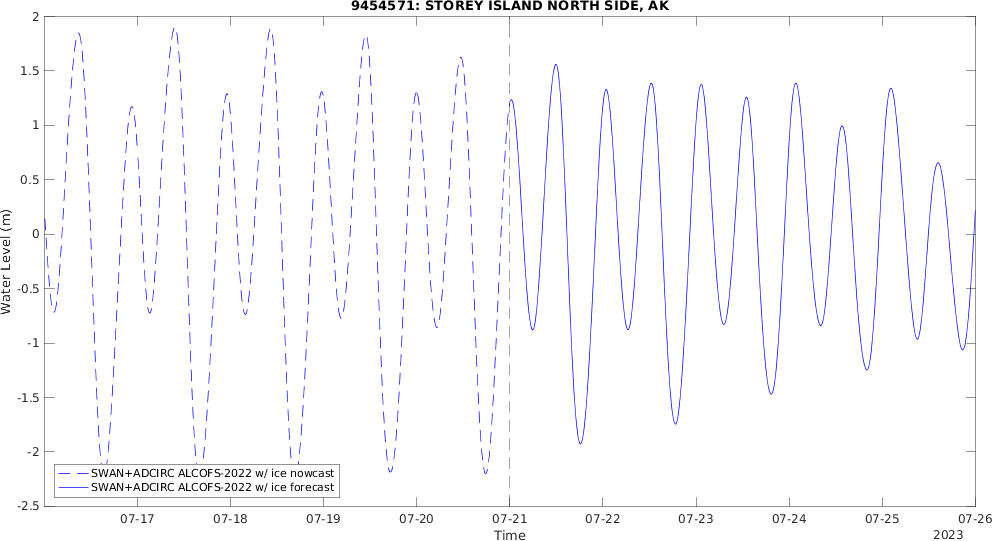 9454571: STOREY ISLAND NORTH SIDE, AK
Water Level (m)
2
1.5
1
0.5
0
-0.5
-1
-1.5
-2
-2.5
SWAN+ADCIRC ALCOFS-2022 w/ ice nowcast
SWAN+ADCIRC ALCOFS-2022 w/ ice forecast
07-17 07-18 07-19 07-20 07-21 07-22 07-23 07-24 07-25 07-26
Time
2023